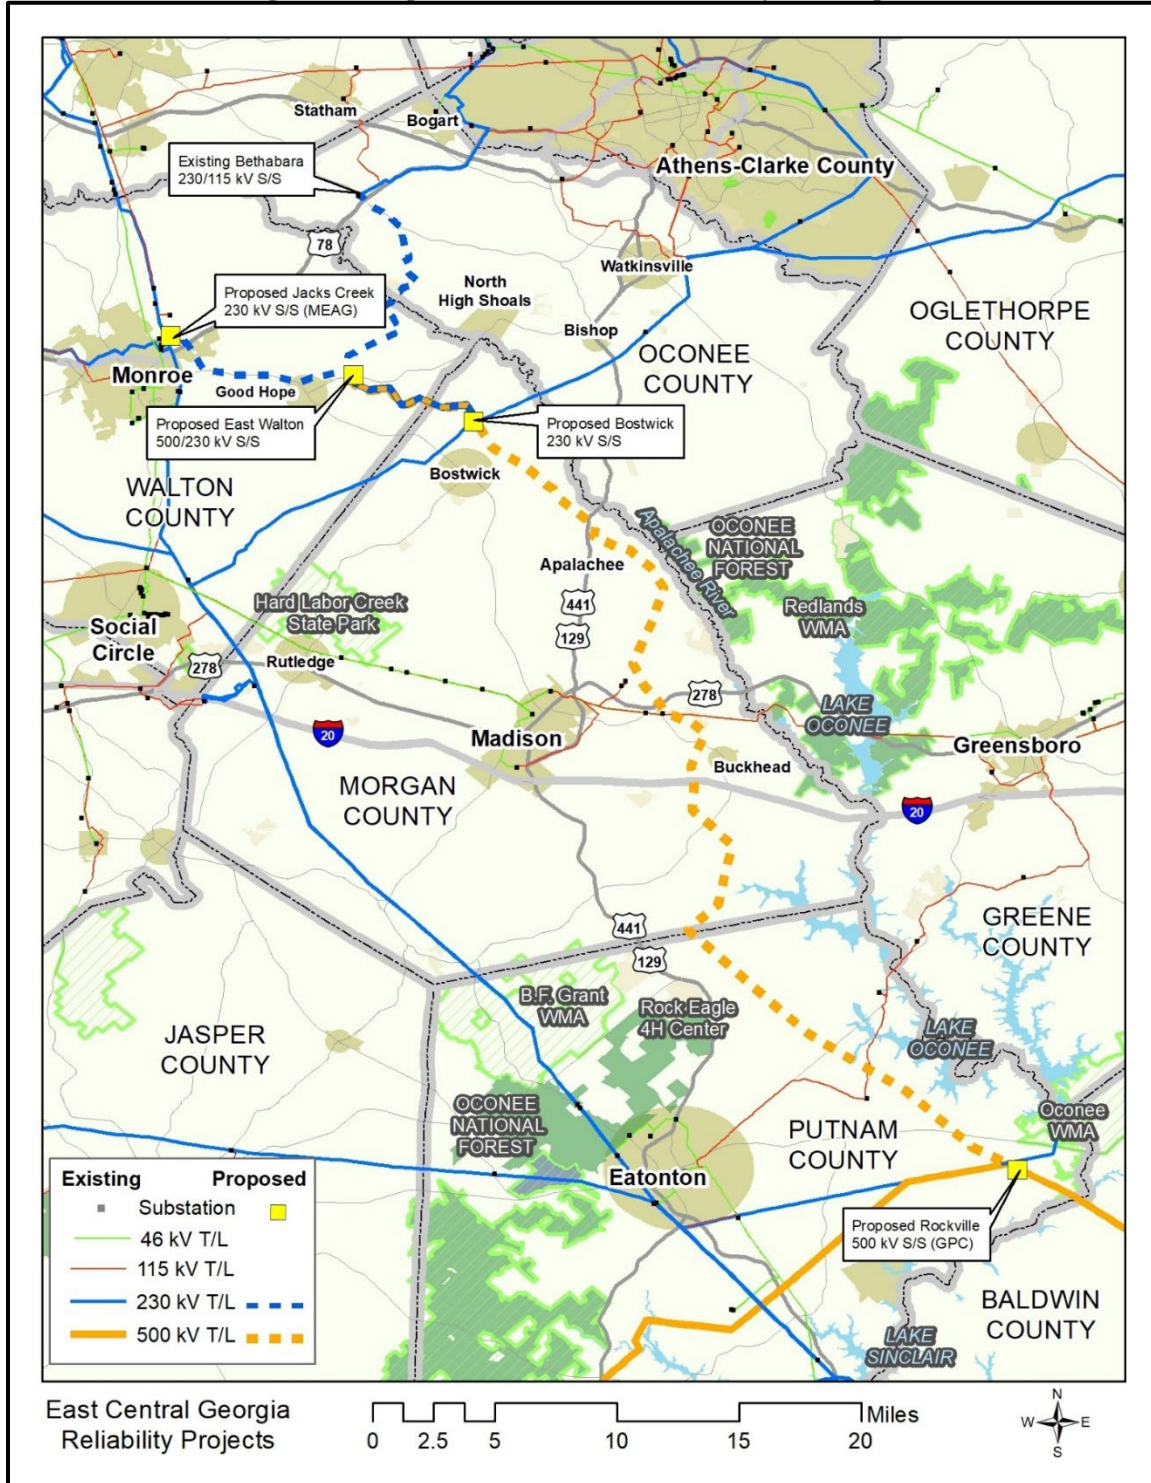 Statham
Bogart
Existing Bethabara
230/115 kV S/S
Athens-Clarke County
78
Watkinsville
North
High Shoals
Proposed Jacks Creek
230 kV S/S (MEAG)
Bishop
OGLETHORPE
COUNTY
OCONEE
COUNTY
Monroe
Good Hope
Proposed East Walton
500/230 kV S/S
Proposed Bostwick
230 kV S/S
Bostwick
WALTON
COUNTY
Apalachee River
OCONEE
NATIONAL
FOREST
Apalachee
441
129
Hard Labor Creek
State Park
Redlands
WMA
Social
Circle
278
Rutledge
278
LAKE
OCONEE
20
Madison
Greensboro
Buckhead
MORGAN
COUNTY
20
441
129
GREENE
COUNTY
B.F. Grant
WMA
Rock Eagle
4H Center
JASPER
COUNTY
LAKE
OCONEE
OCONEE
NATIONAL
FOREST
Oconee
WMA
PUTNAM
COUNTY
Eatonton
Proposed Rockville
500 kV S/S (GPC)
BALDWIN
COUNTY
LAKE
SINCLAIR
Existing Proposed
Substation
46 kV T/L
115 kV T/L
230 kV T/L
500 kV T/L
East Central Georgia
Reliability Projects
Miles
0 2.5 5 10 15 20
N
W E
S